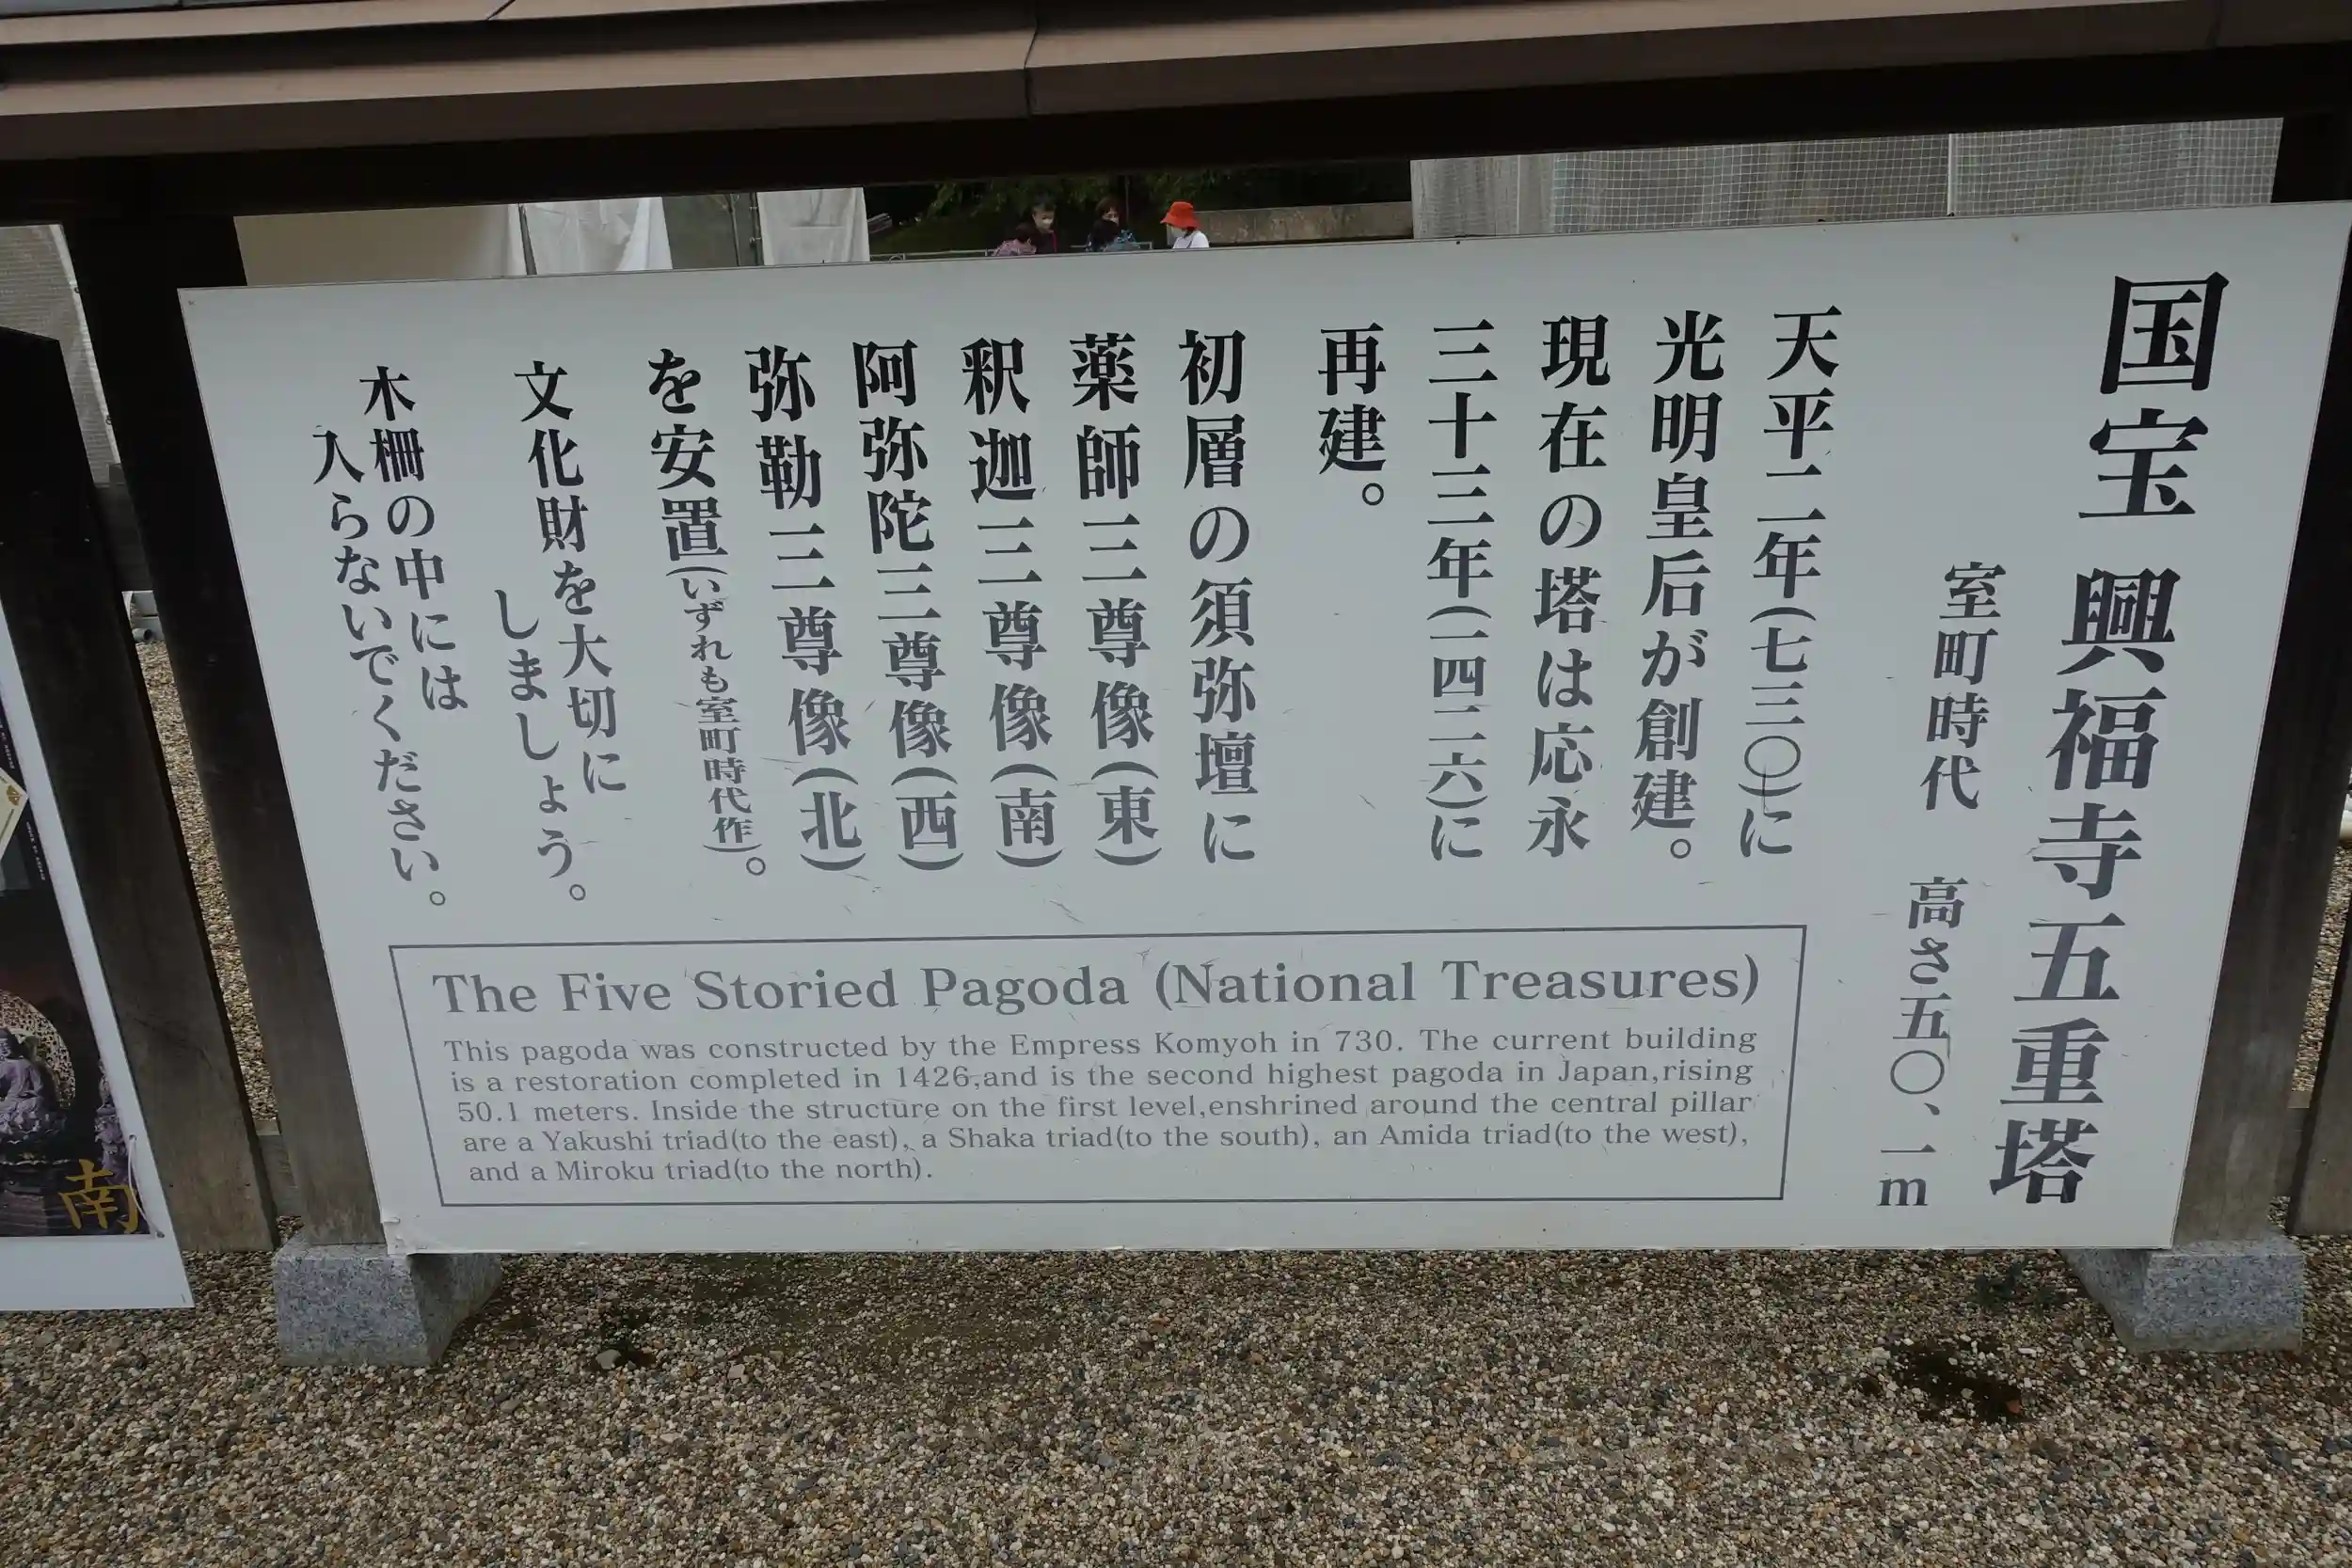 国宝 興福寺五重塔
室町時代 高さ五〇、一m
天平二年(七三〇)に
光明皇后が創建。
現在の塔は応永
三十三年(一四二六)に
再建。
初層の須弥壇に
薬師三尊像(東)
釈迦三尊像(南)
阿弥陀三尊像(西)
弥勒三尊像(北)
を安置(いずれも室町時代作)。
文化財を大切に
しましょう。
木柵の中には
入らないでください。
The Five Storied Pagoda (National Treasures)
This pagoda was constructed by the Empress Komyoh in 730. The current building
is a restoration completed in 1426,and is the second highest pagoda in Japan,rising
50.1 meters. Inside the structure on the first level,enshrined around the central pillar
are a Yakushi triad(to the east), a Shaka triad(to the south), an Amida triad(to the west),
and a Miroku triad(to the north).
南